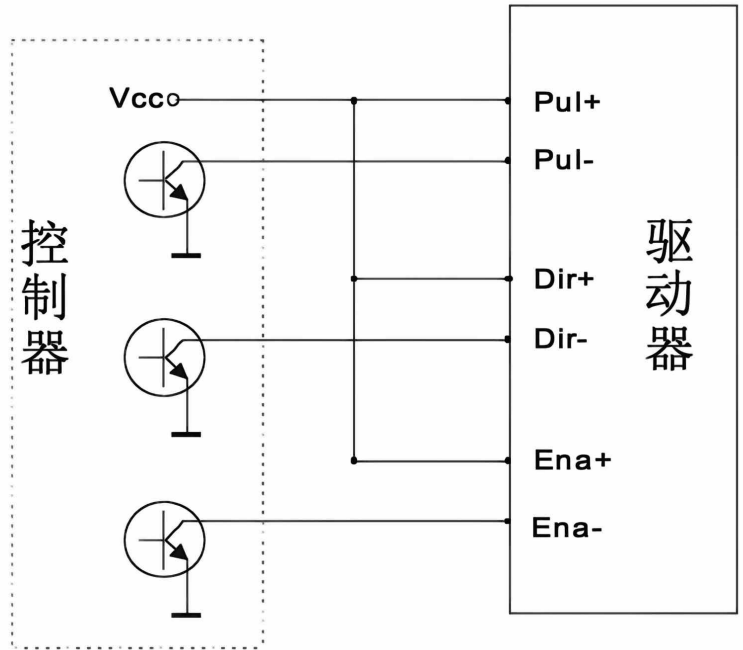 Vcc
Pul+
Pul-
控制器
驱动器
Dir+
Dir-
Ena+
Ena-